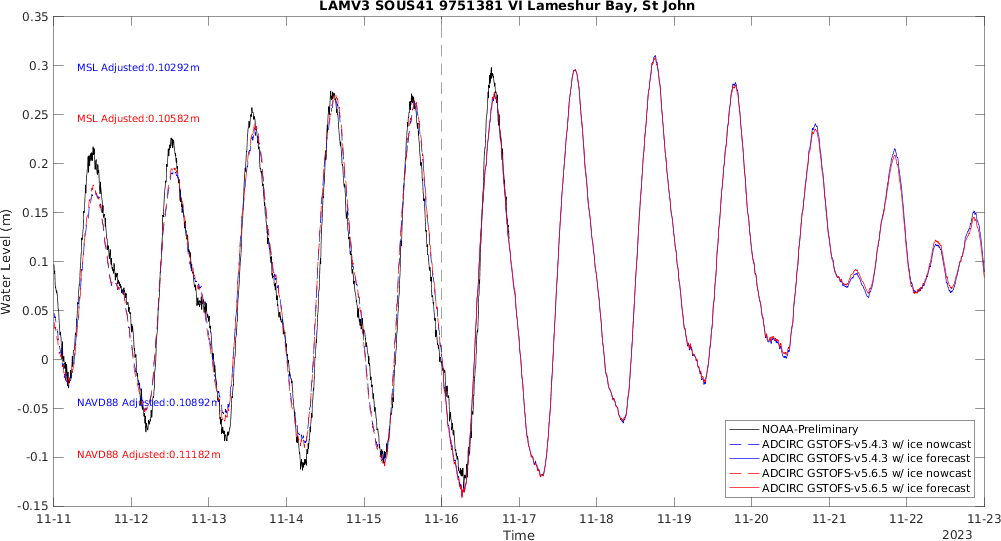 LAMV3 SOUS41 9751381 VI Lameshur Bay, St John
0.35
0.3
0.25
0.2
0.15
0.1
0.05
0
-0.05
-0.1
-0.15
Water Level (m)
MSL Adjusted:0.10292m
MSL Adjusted:0.10582m
NAVD88 Adjusted:0.10892m
NAVD88 Adjusted:0.11182m
NOAA-Preliminary
ADCIRC GSTOFS-v5.4.3 w/ ice nowcast
ADCIRC GSTOFS-v5.4.3 w/ ice forecast
ADCIRC GSTOFS-v5.6.5 w/ ice nowcast
ADCIRC GSTOFS-v5.6.5 w/ ice forecast
11-11 11-12 11-13 11-14 11-15 11-16 11-17 11-18 11-19 11-20 11-21 11-22 11-23
Time
2023